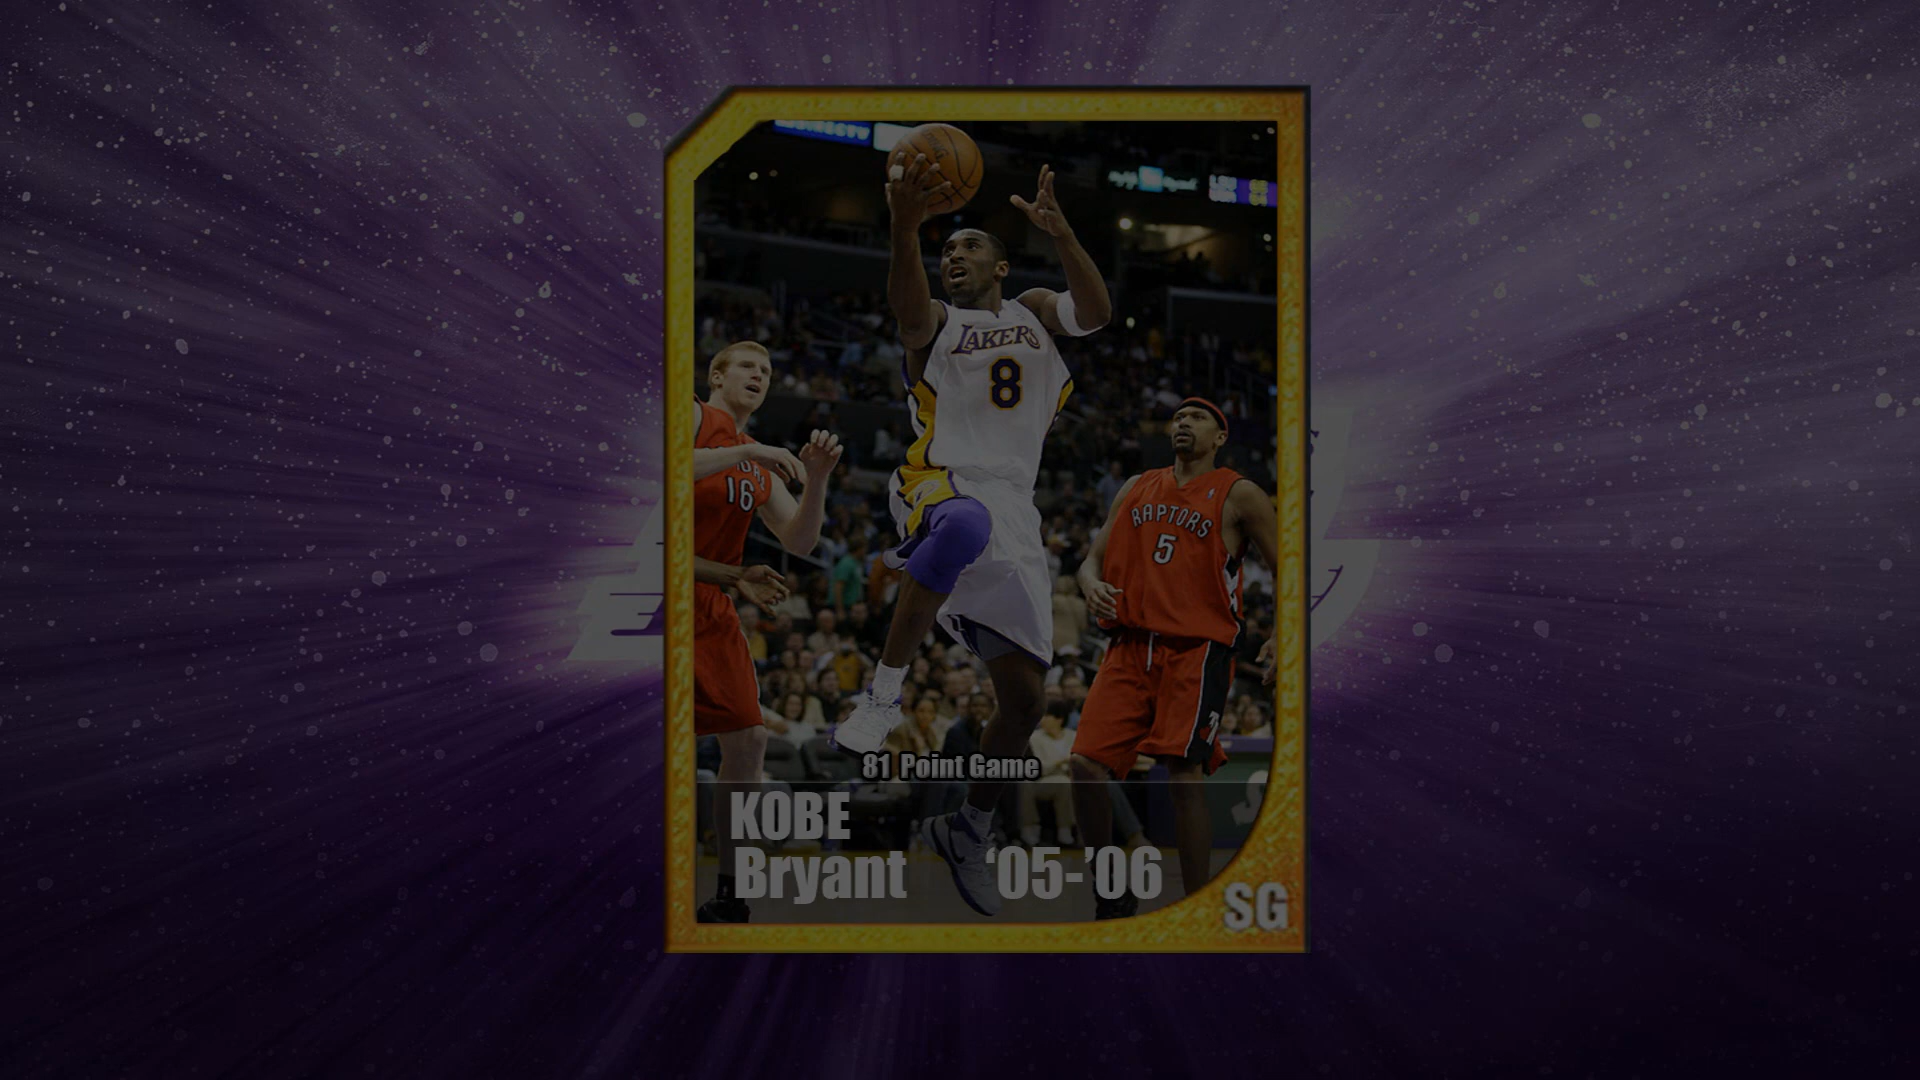 LAKERS
8
16
RAPTORS
5
81 Point Game
KOBE
Bryant '05-'06
SG